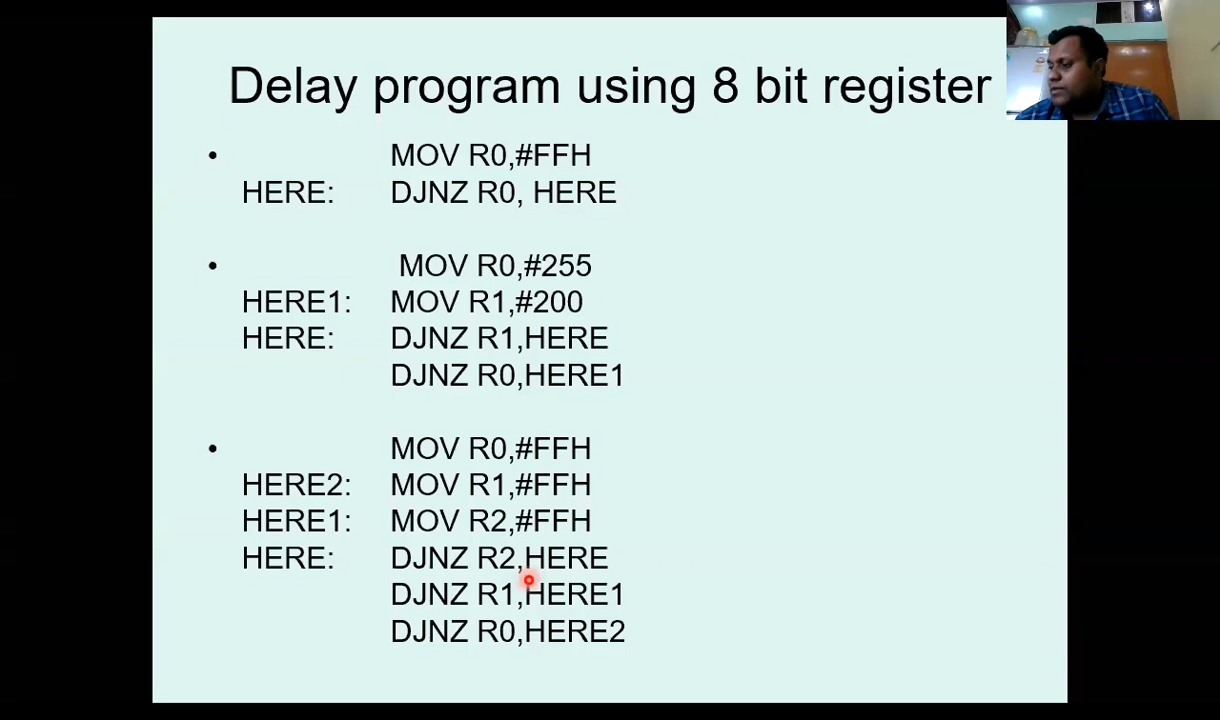 Delay program using 8 bit register
• MOV R0,#FFH
HERE: DJNZ R0, HERE
• MOV R0,#255
HERE1: MOV R1,#200
HERE: DJNZ R1,HERE
DJNZ R0,HERE1
• MOV R0,#FFH
HERE2: MOV R1,#FFH
HERE1: MOV R2,#FFH
HERE: DJNZ R2,HERE
DJNZ R1,HERE1
DJNZ R0,HERE2